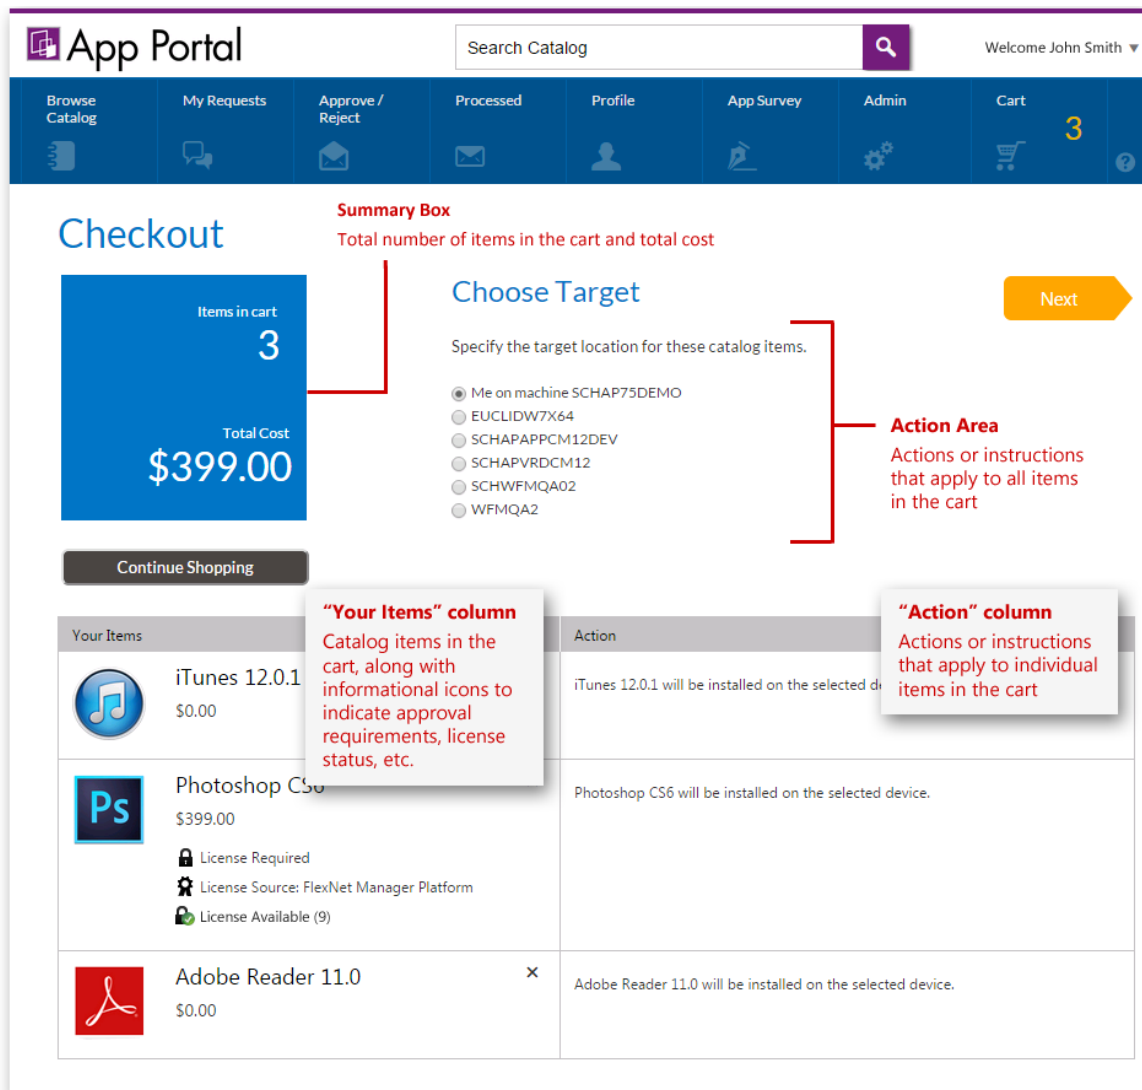 App Portal
Search Catalog
Welcome John Smith
Browse
Catalog
My Requests
Approve /
Reject
Processed
Profile
App Survey
Admin
Cart
3
?
Checkout
Summary Box
Total number of items in the cart and total cost
Items in cart
3
Total Cost
$399.00
Choose Target
Next
Specify the target location for these catalog items.
Me on machine SCHAP75DEMO
EUCLIDW7X64
SCHAPAPPCM12DEV
SCHAPVRDCM12
SCHWFMQA02
WFMQA2
Action Area
Actions or instructions
that apply to all items
in the cart
Continue Shopping
Your Items
Action
“Your Items” column
Catalog items in the
cart, along with
informational icons to
indicate approval
requirements, license
status, etc.
“Action” column
Actions or instructions
that apply to individual
items in the cart
iTunes 12.0.1
$0.00
iTunes 12.0.1 will be installed on the selected
Ps
Photoshop CS6
$399.00
License Required
License Source: FlexNet Manager Platform
License Available (9)
Photoshop CS6 will be installed on the selected device.
Adobe Reader 11.0
$0.00
Adobe Reader 11.0 will be installed on the selected device.